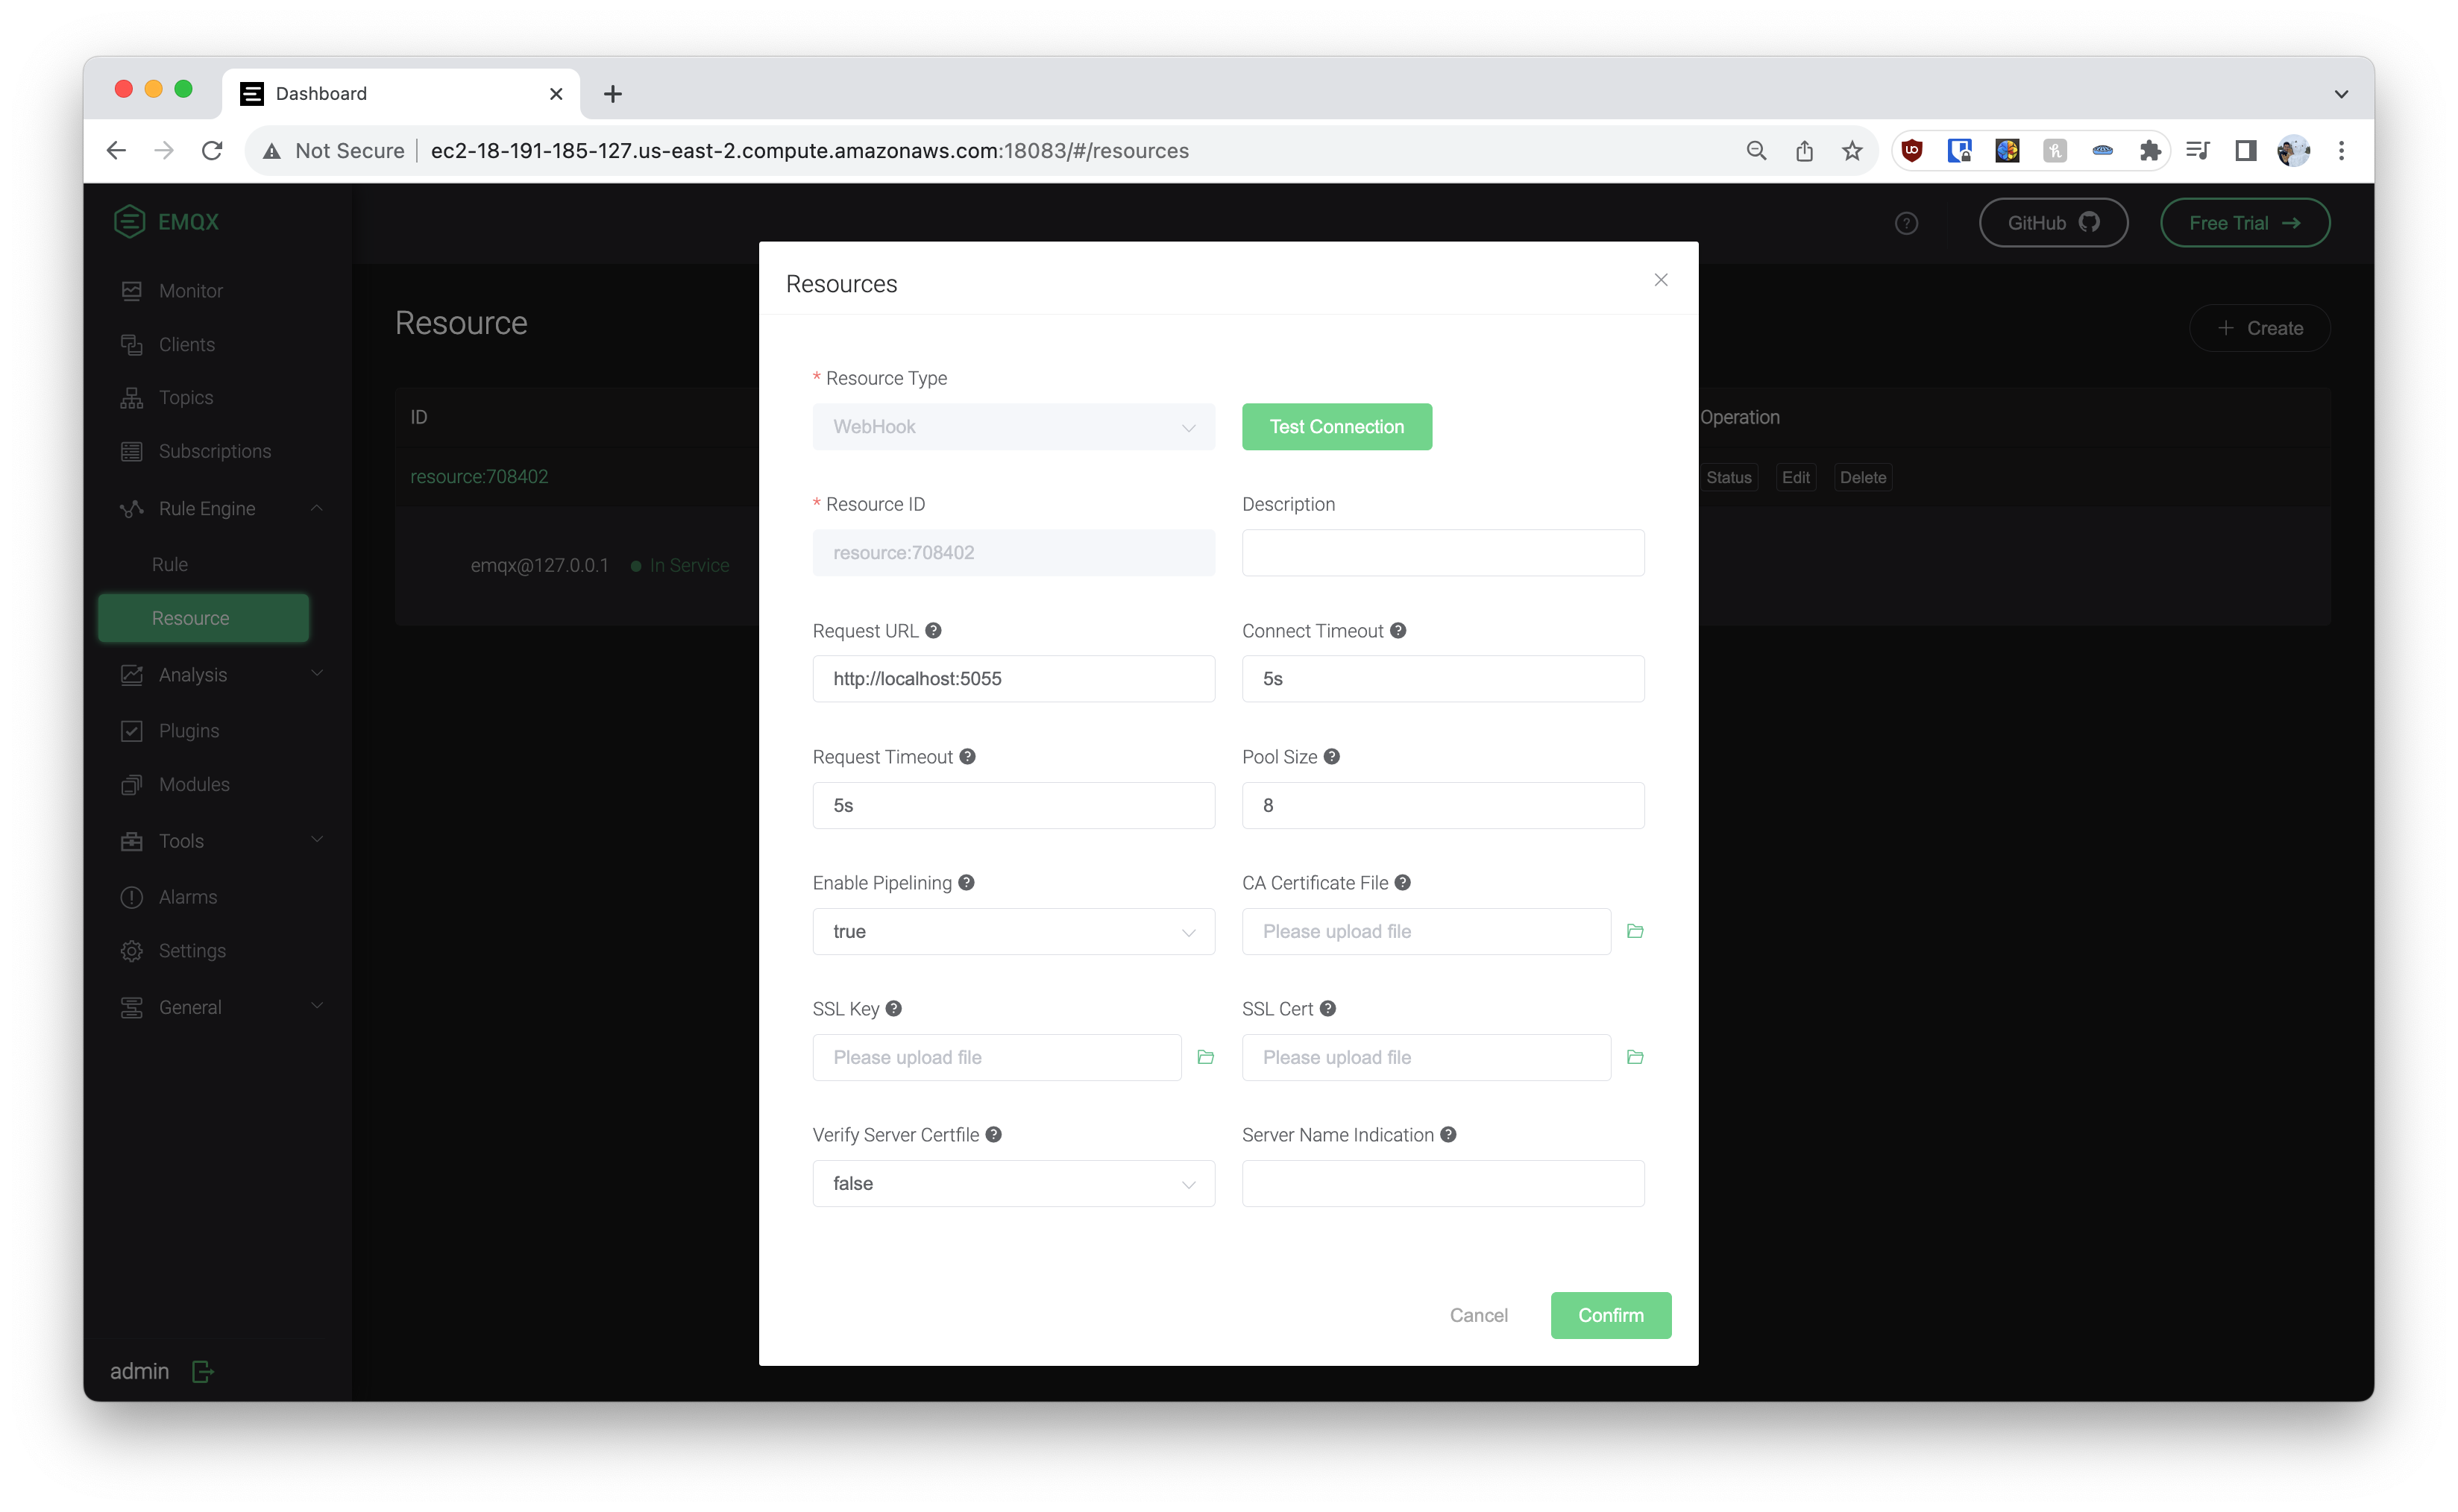 Dashboard
Not Secure
ec2-18-191-185-127.us-east-2.compute.amazonaws.com:18083/#/resources
EMQX
GitHub
Free Trial
Monitor
Clients
Topics
Subscriptions
Rule Engine
Rule
Resource
Analysis
Plugins
Modules
Tools
Alarms
Settings
General
admin
Resource
Create
ID
Operation
resource:708402
Status Edit Delete
emqx@127.0.0.1 In Service
Resources
* Resource Type
WebHook
Test Connection
* Resource ID
Description
resource:708402
Request URL
Connect Timeout
http://localhost:5055
5s
Request Timeout
Pool Size
5s
8
Enable Pipelining
CA Certificate File
true
Please upload file
SSL Key
SSL Cert
Please upload file
Please upload file
Verify Server Certfile
Server Name Indication
false
Cancel
Confirm